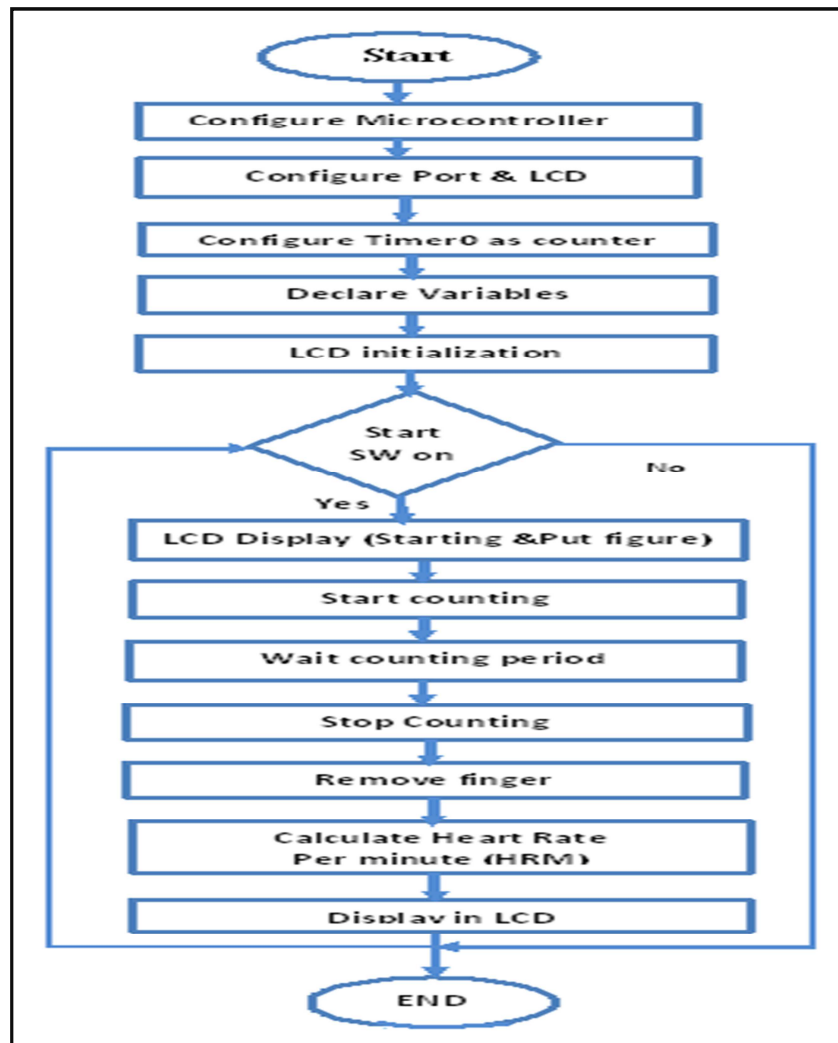 Start
Configure Microcontroller
Configure Port & LCD
Configure Timer0 as counter
Declare Variables
LCD initialization
Start
SW on
No
Yes
LCD Display (Starting &Put figure)
Start counting
Wait counting period
Stop Counting
Remove finger
Calculate Heart Rate
Per minute (HRM)
Display in LCD
END